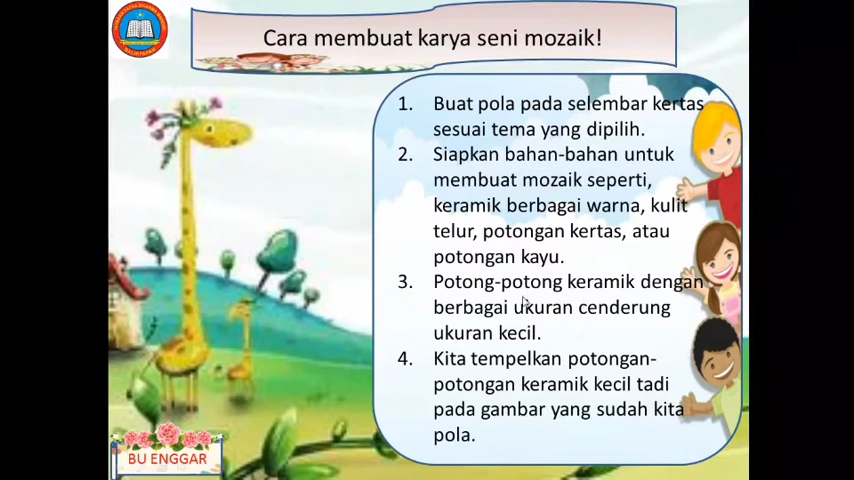 Cara membuat karya seni mozaik!
1. Buat pola pada selembar kertas
sesuai tema yang dipilih.
2. Siapkan bahan-bahan untuk
membuat mozaik seperti,
keramik berbagai warna, kulit
telur, potongan kertas, atau
potongan kayu.
3. Potong-potong keramik dengan
berbagai ukuran cenderung
ukuran kecil.
4. Kita tempelkan potongan-
potongan keramik kecil tadi
pada gambar yang sudah kita
pola.
BU ENGGAR